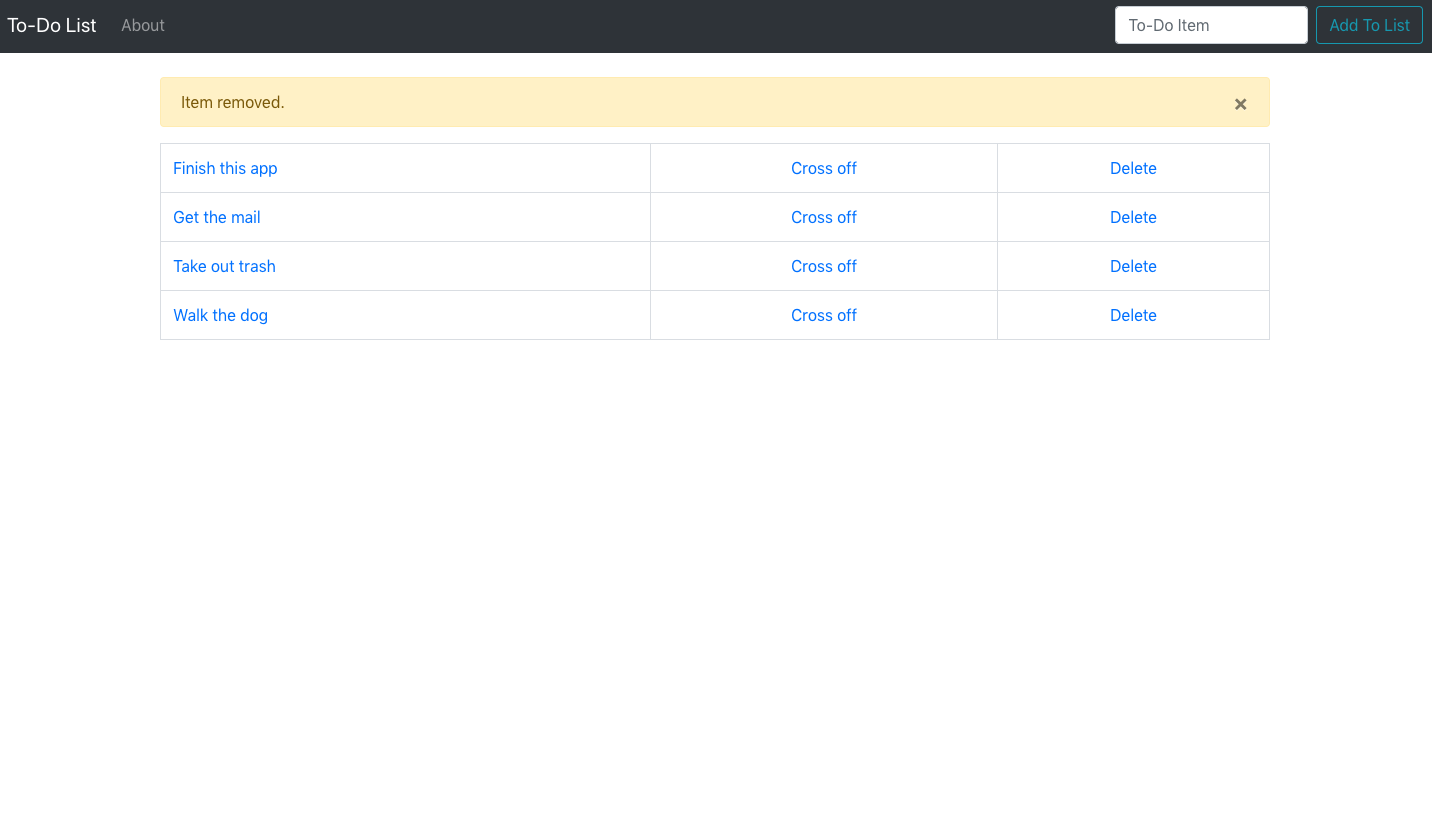 To-Do List About To-Do Item Add To List
Item removed. ×
Finish this app Cross off Delete
Get the mail Cross off Delete
Take out trash Cross off Delete
Walk the dog Cross off Delete